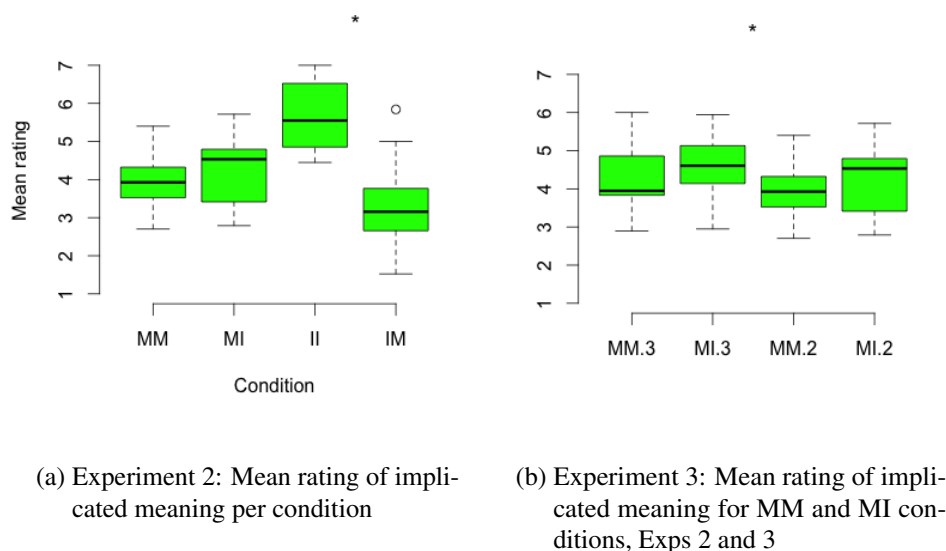 *
*
Mean rating
7
6
5
4
3
2
1
MM MI II IM
Condition
7
6
5
4
3
2
1
MM.3 MI.3 MM.2 MI.2
(a) Experiment 2: Mean rating of impli-
cated meaning per condition
(b) Experiment 3: Mean rating of impli-
cated meaning for MM and MI con-
ditions, Exps 2 and 3